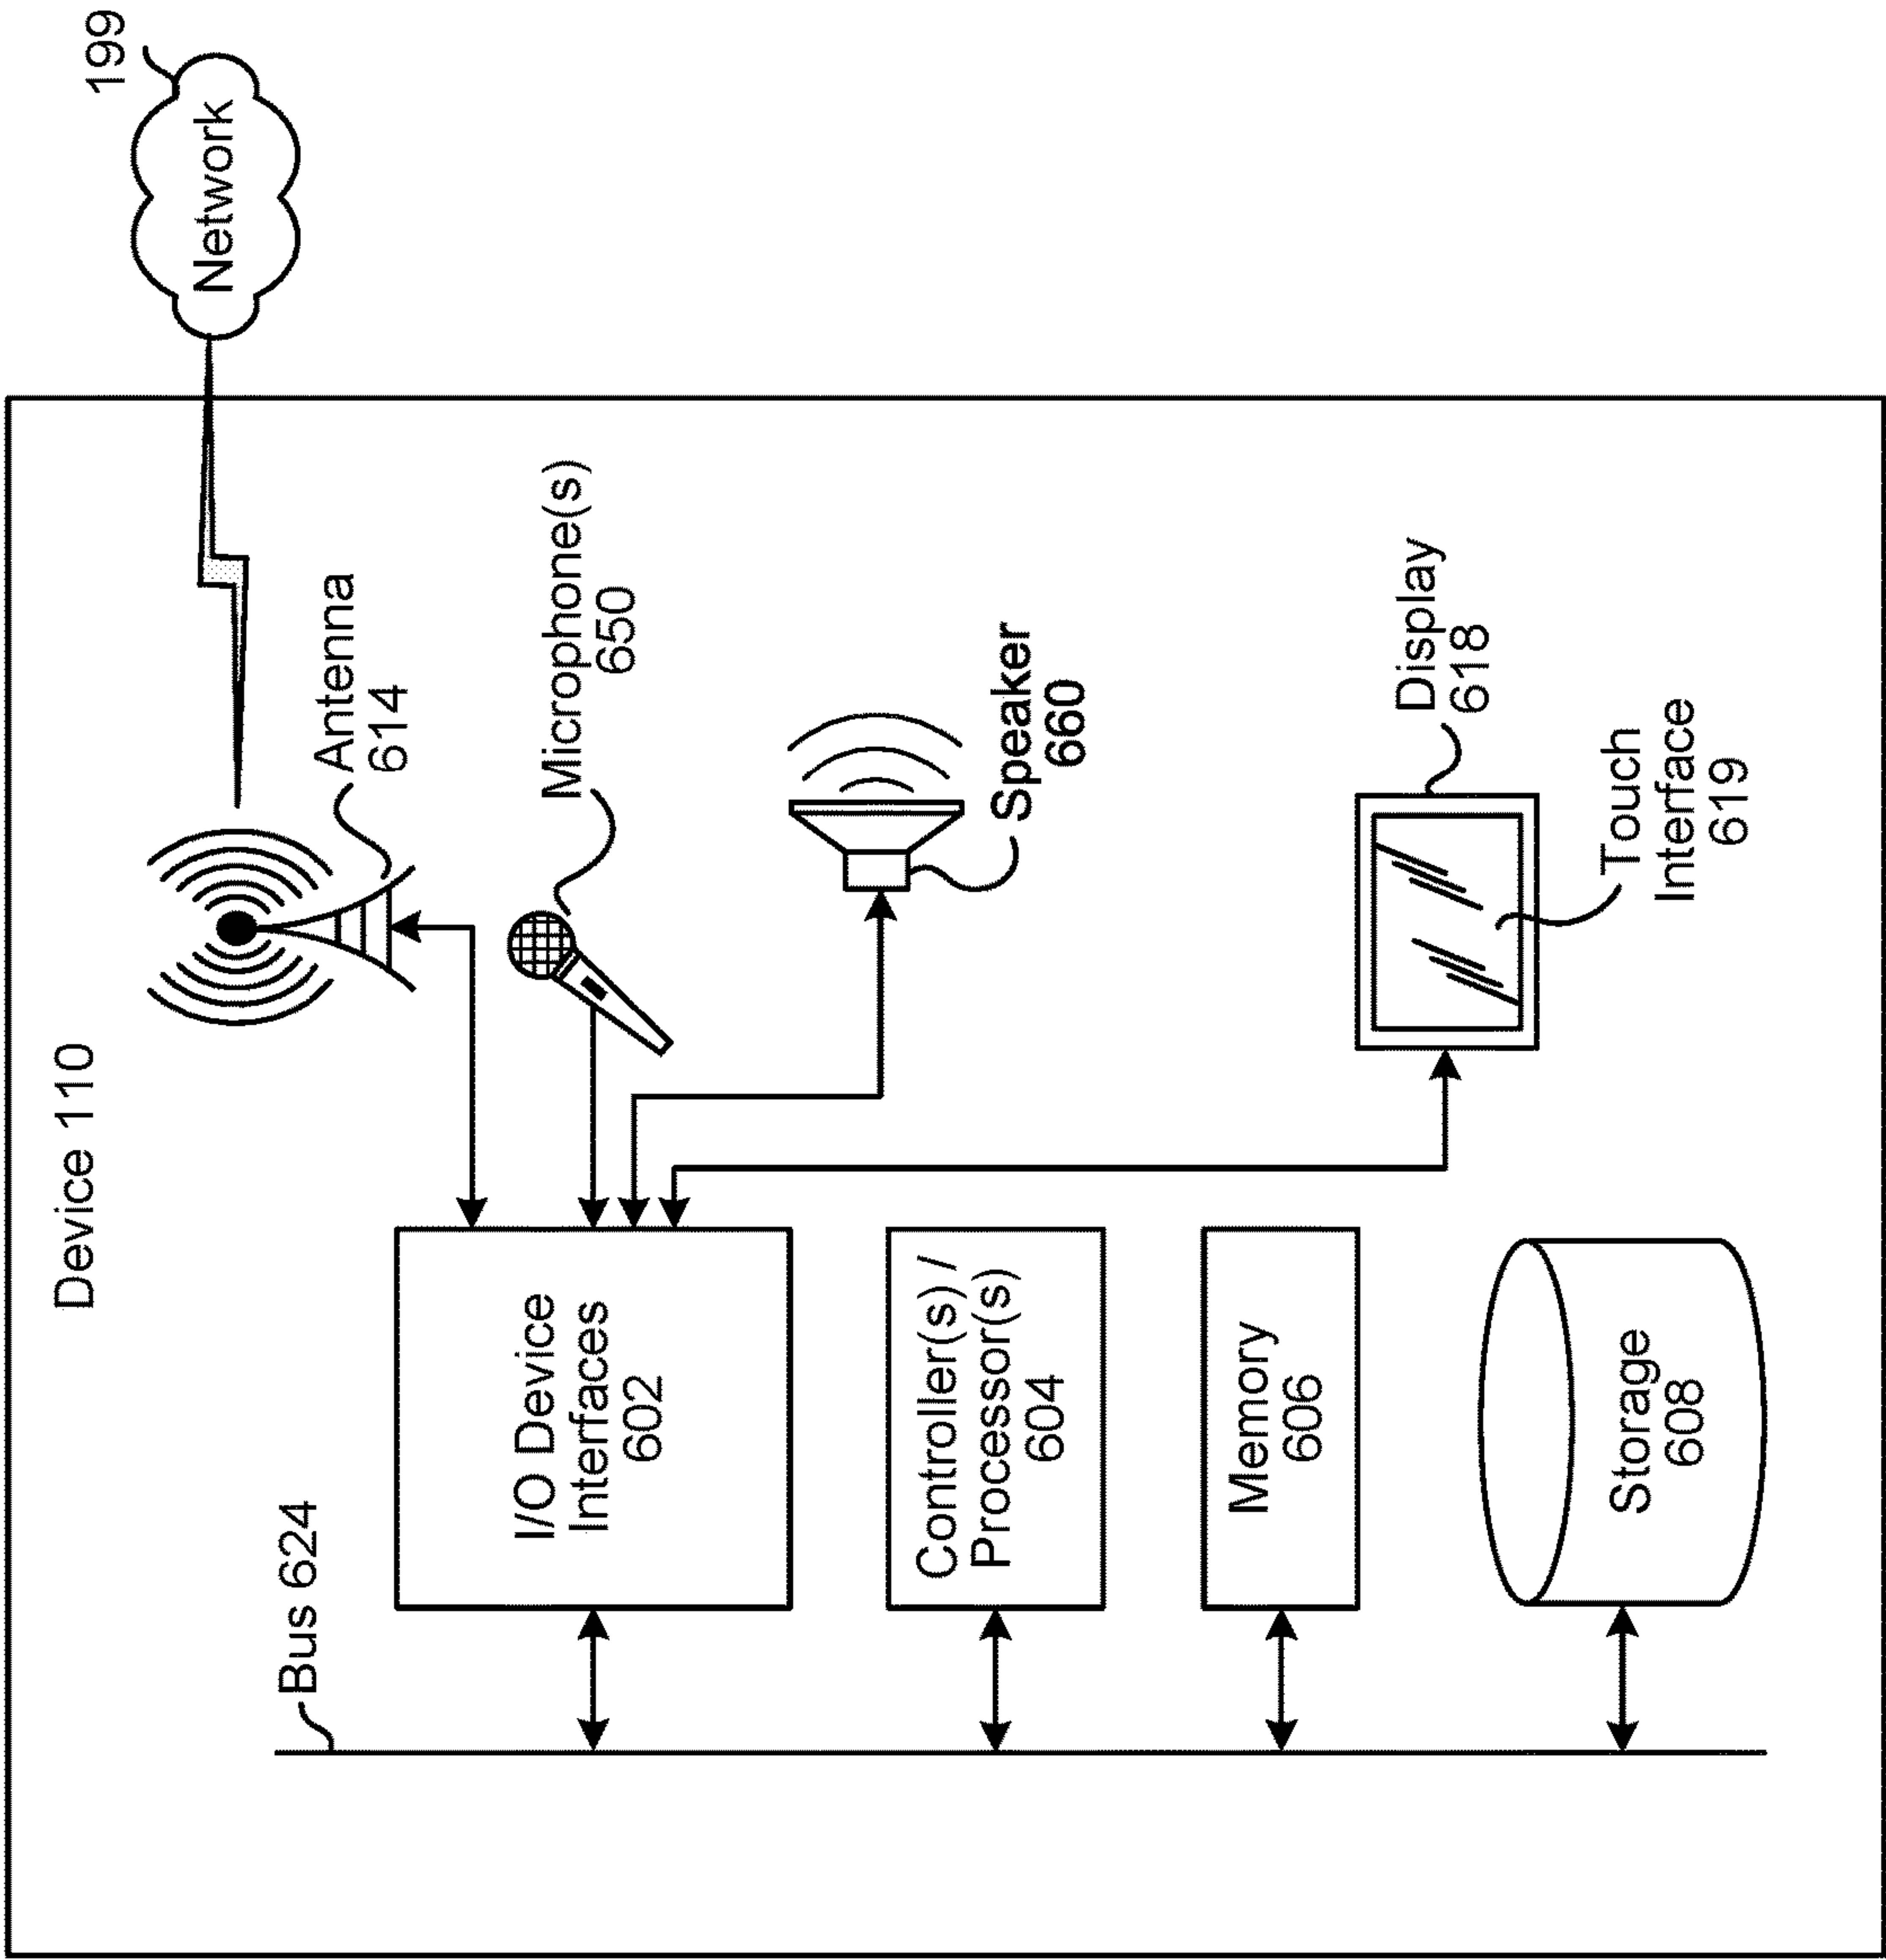 Device 110
199
Network
Antenna
614
Microphone(s)
650
Speaker
660
Display
618
Touch
Interface
619
Bus 624
I/O Device
Interfaces
602
Controller(s) /
Processor(s)
604
Memory
606
Storage
608